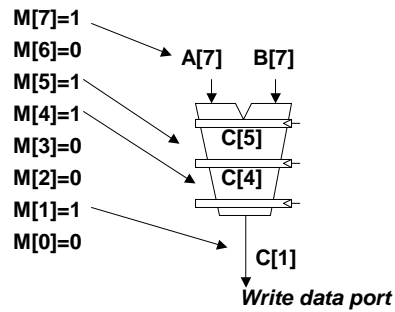 M[7]=1
M[6]=0
A[7] B[7]
M[5]=1
M[4]=1
C[5]
M[3]=0
M[2]=0
C[4]
M[1]=1
M[0]=0
C[1]
Write data port